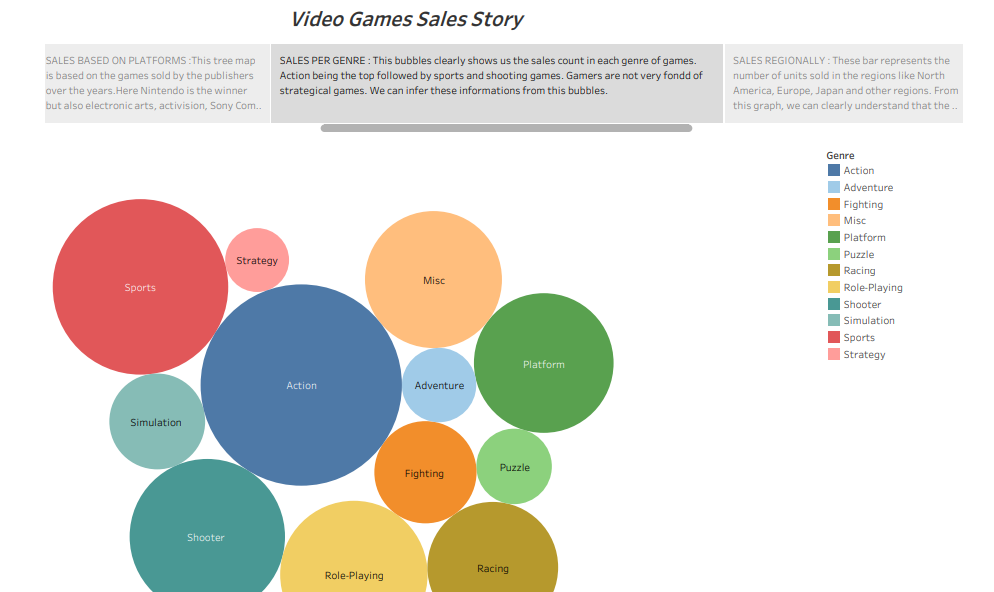 Video Games Sales Story
SALES BASED ON PLATFORMS :This tree map
is based on the games sold by the publishers
over the years.Here Nintendo is the winner
but also electronic arts, activision, Sony Com..
SALES PER GENRE : This bubbles clearly shows us the sales count in each genre of games.
Action being the top followed by sports and shooting games. Gamers are not very fondd of
strategical games. We can infer these informations from this bubbles.
SALES REGIONALLY : These bar represents the
number of units sold in the regions like North
America, Europe, Japan and other regions. From
this graph, we can clearly understand that the ..
Genre
Action
Adventure
Fighting
Misc
Platform
Puzzle
Racing
Role-Playing
Shooter
Simulation
Sports
Strategy
Strategy
Misc
Sports
Platform
Action
Adventure
Simulation
Fighting
Puzzle
Shooter
Racing
Role-Playing